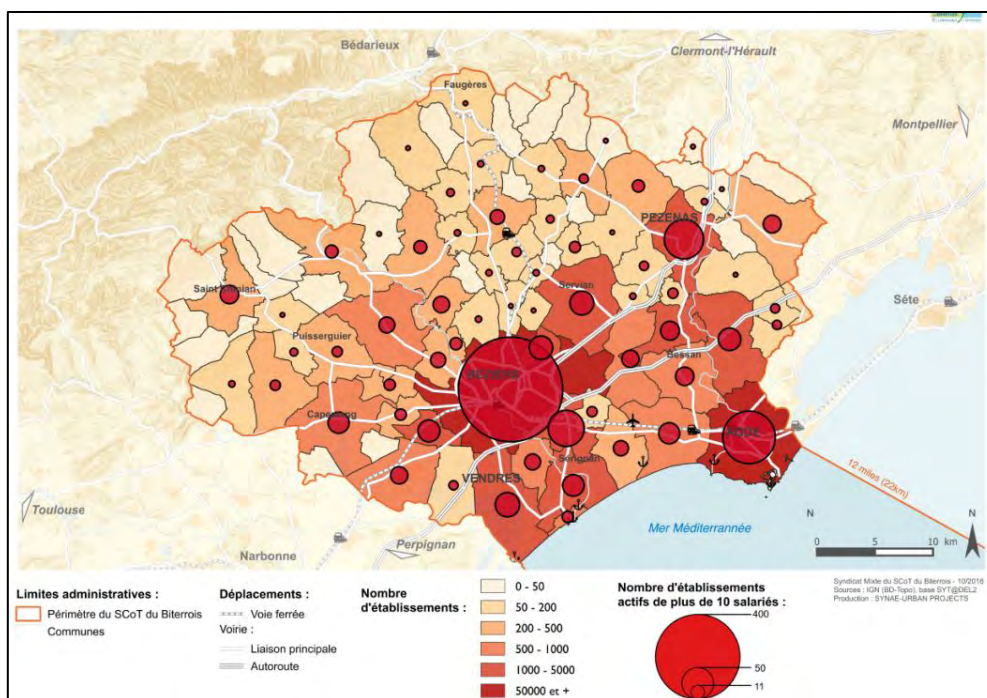 Bédarieux
Clermont-l'Hérault
Faugères
Montpellier
PEZENAS
Saint Chinian
Servian
Séte
Puisserguier
Bessan
BEZIERS
Capestang
AGDE
Sérignan
VENDRES
12 miles (22km)
Toulouse
Mer Méditerrannée
N
N
Narbonne
Perpignan
0 5 10 km
Limites administratives :
Périmètre du SCoT du Biterrois
Communes
Déplacements :
Voie ferrée
Voirie :
Liaison principale
Autoroute
Nombre
d'établissements :
0 - 50
50 - 200
200 - 500
500 - 1000
1000 - 5000
50000 et +
Nombre d'établissements
actifs de plus de 10 salariés :
400
50
11
Syndicat Mixte du SCoT du Biterrois - 10/2018
Sources : IGN (BD-Topo), base SYT@DEL2
Production : SYNAE-URBAN PROJECTS